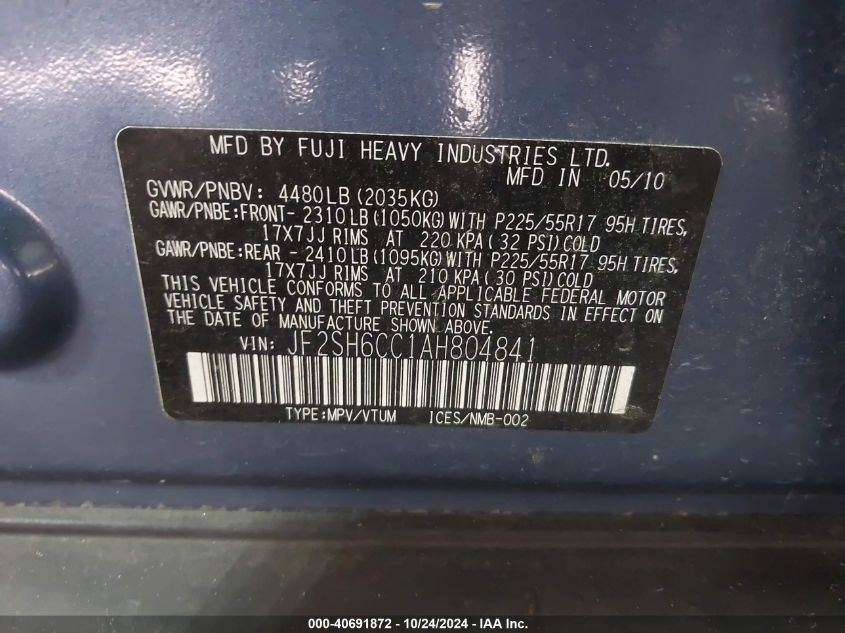 MFD BY FUJI HEAVY INDUSTRIES LTD.
MFD IN 05/10
GVWR/PNBV: 4480LB (2035KG)
GAWR/PNBE:FRONT- 2310LB (1050KG) WITH P225/55R17 95H TIRES,
17X7JJ RIMS AT 220 KPA ( 32 PSI) COLD
GAWR/PNBE:REAR - 2410LB (1095KG) WITH P225/55R17 95H TIRES,
17X7JJ RIMS AT 210 KPA ( 30 PSI) COLD
THIS VEHICLE CONFORMS TO ALL APPLICABLE FEDERAL MOTOR
VEHICLE SAFETY AND THEFT PREVENTION STANDARDS IN EFFECT ON
THE DATE OF MANUFACTURE SHOWN ABOVE.
VIN: JF2SH6CC1AH804841
TYPE:MPV/VTUM ICES/NMB-002
000-40691872 - 10/24/2024 - IAA Inc.